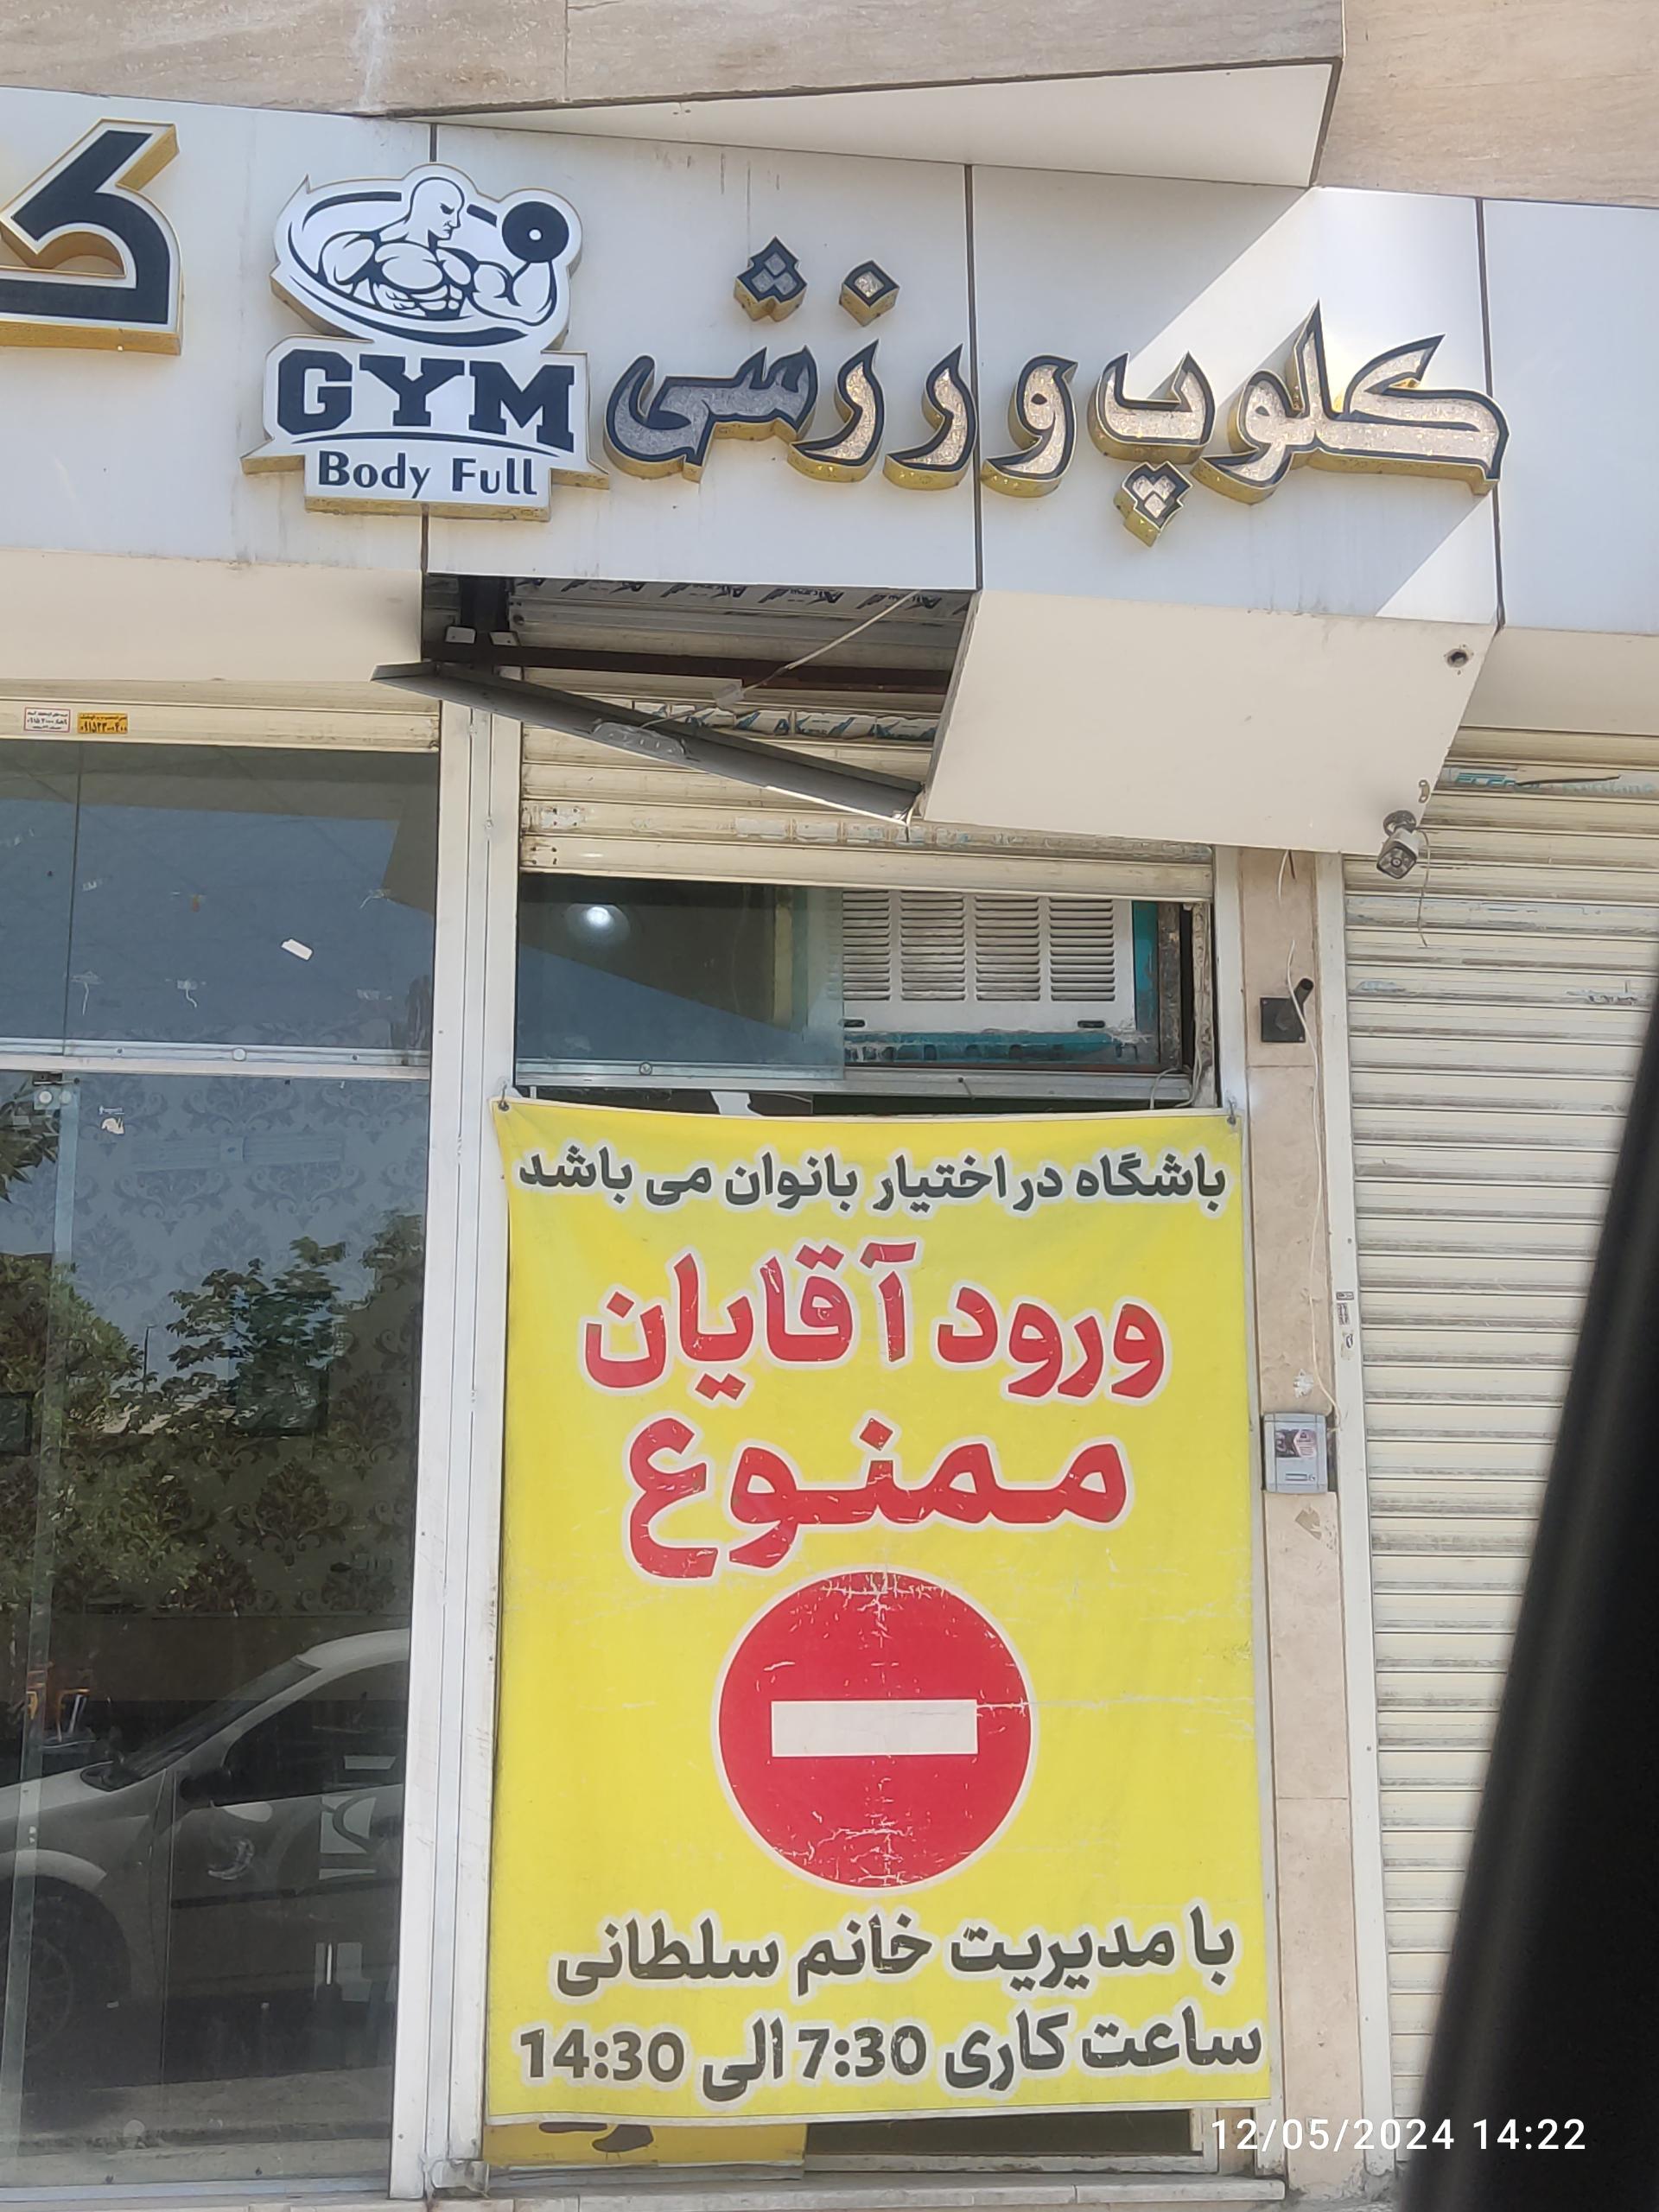 کلوپ ورزشی
GYM
Body Full
ک
باشگاه در اختیار بانوان می باشد
ورود آقایان
ممنوع
با مدیریت خانم سلطانی
ساعت کاری 7:30 الی 14:30
12/05/2024 14:22